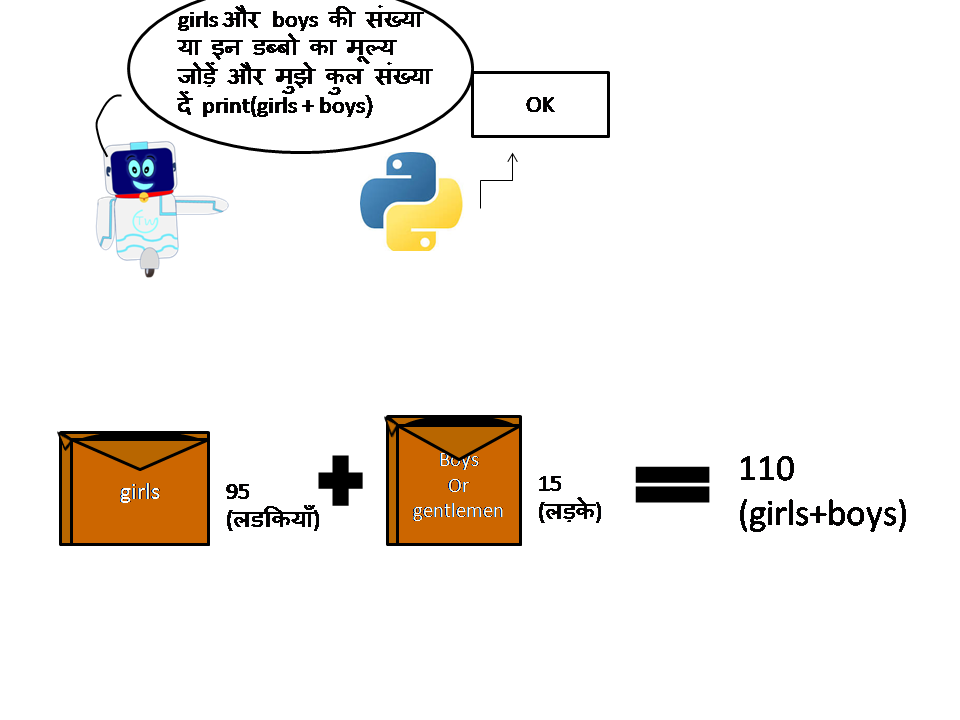 girls और boys की संख्या
या इन डब्बो का मूल्य
जोड़ें और मुझे कुल संख्या
दें print(girls + boys)
OK
TW
girls
95
(लडकियाँ)
Boys
Or
gentlemen
15
(लड़के)
110
(girls+boys)